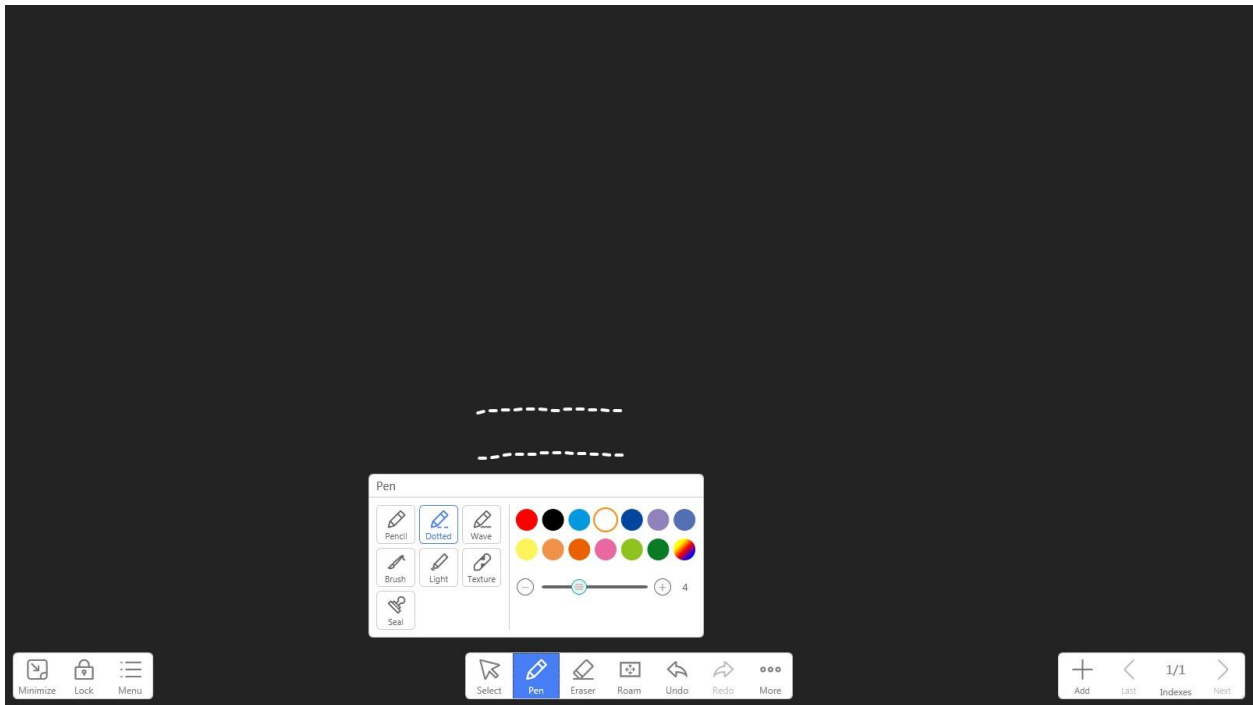 Pen
Pencil Dotted Wave
Brush Light Texture
4
Seal
Minimize Lock Menu
Select Pen Eraser Roam Undo Redo More
1/1
Add Last Indexes Next